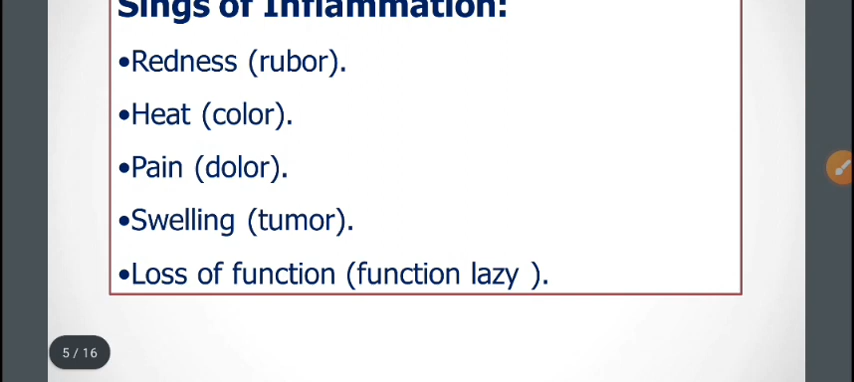 Sings of Inflammation:
•Redness (rubor).
•Heat (color).
•Pain (dolor).
•Swelling (tumor).
•Loss of function (function lazy ).
5 / 16